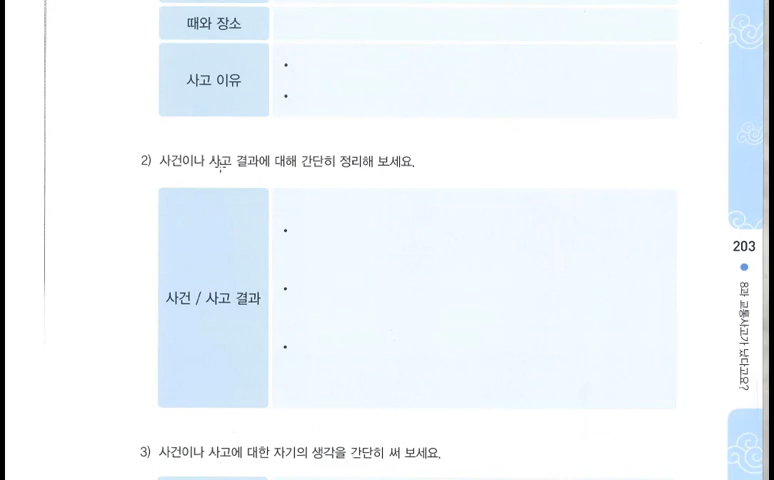 때와 장소
사고 이유
2) 사건이나 사고 결과에 대해 간단히 정리해 보세요.
사건 / 사고 결과
3) 사건이나 사고에 대한 자기의 생각을 간단히 써 보세요.
203
8과 교통사고가 났다고요?